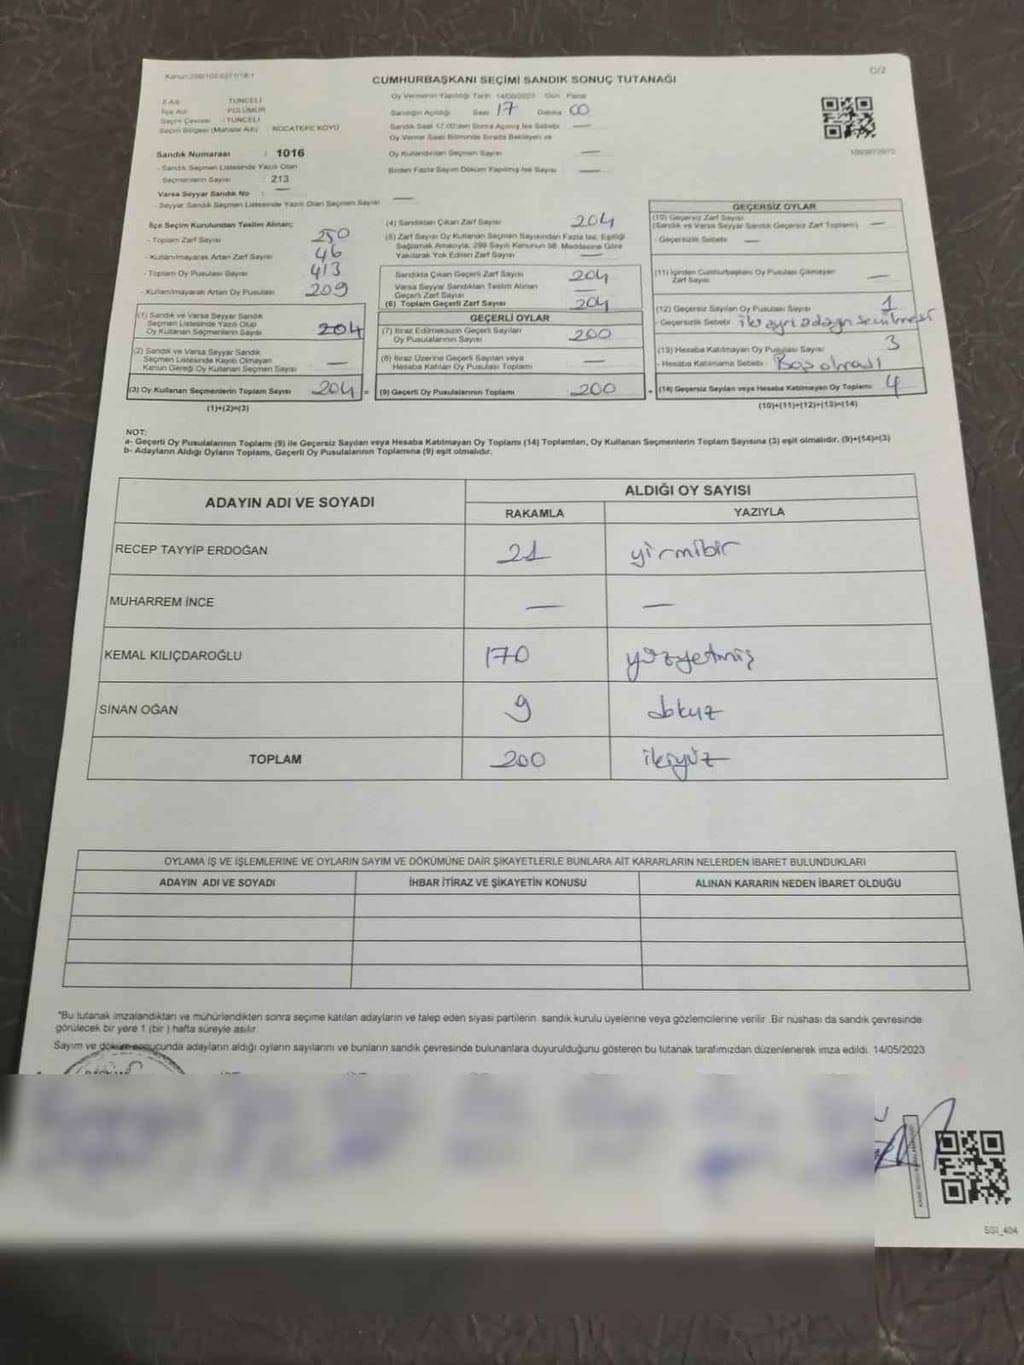 CUMHURBAŞKANI SEÇİMİ SANDIK SONUÇ TUTANAĞI
C/2
Oy Vermenin Yapıldığı Tarih 14/05/2023 Gün Pazar
İl Adı : TUNCELİ
İlçe Adı : PÜLÜMÜR
Seçim Çevresi : TUNCELİ
Seçim Bölgesi (Mahalle Adı) : KOCATEPE KÖYÜ
Sandığın Açıldığı Saat 17 Dakika 00
Sandık Saat 17.00'den Sonra Açılmış İse Sebebi —
Oy Verme Saati Bitiminde Sırada Bekleyen ve
Oy Kullandırılan Seçmen Sayısı —
Birden Fazla Sayım Döküm Yapılmış İse Sayısı —
Sandık Numarası : 1016
- Sandık Seçmen Listesinde Yazılı Olan
Seçmenlerin Sayısı : 213
Varsa Seyyar Sandık No : —
- Seyyar Sandık Seçmen Listesinde Yazılı Olan Seçmen Sayısı —
İlçe Seçim Kurulundan Teslim Alınan;
- Toplam Zarf Sayısı 250
- Kullanılmayarak Artan Zarf Sayısı 46
- Toplam Oy Pusulası Sayısı 413
- Kullanılmayarak Artan Oy Pusulası 209
(1) Sandık ve Varsa Seyyar Sandık
Seçmen Listesinde Yazılı Olup
Oy Kullanan Seçmenlerin Sayısı 204
(2) Sandık ve Varsa Seyyar Sandık
Seçmen Listesinde Kayıtlı Olmayan
Kanun Gereği Oy Kullanan Seçmen Sayısı —
(3) Oy Kullanan Seçmenlerin Toplam Sayısı 204 =
(1)+(2)=(3)
(4) Sandıktan Çıkan Zarf Sayısı 204
(5) Zarf Sayısı Oy Kullanan Seçmen Sayısından Fazla İse, Eşitliği
Sağlamak Amacıyla, 298 Sayılı Kanunun 98. Maddesine Göre
Yakılarak Yok Edilen Zarf Sayısı —
Sandıkta Çıkan Geçerli Zarf Sayısı 204
Varsa Seyyar Sandıktan Teslim Alınan
Geçerli Zarf Sayısı —
(6) Toplam Geçerli Zarf Sayısı 204
GEÇERLİ OYLAR
(7) İtiraz Edilmeksizin Geçerli Sayılan
Oy Pusulalarının Sayısı 200
(8) İtiraz Üzerine Geçerli Sayılan veya
Hesaba Katılan Oy Pusulası Toplamı —
(9) Geçerli Oy Pusulalarının Toplamı 200 +
GEÇERSİZ OYLAR
(10) Geçersiz Zarf Sayısı
(Sandık ve Varsa Seyyar Sandık Geçersiz Zarf Toplamı) —
- Geçersizlik Sebebi —
(11) İçinden Cumhurbaşkanı Oy Pusulası Çıkmayan
Zarf Sayısı —
(12) Geçersiz Sayılan Oy Pusulası Sayısı 1
- Geçersizlik Sebebi iki ayrı adayın seçilmesi
(13) Hesaba Katılmayan Oy Pusulası Sayısı 3
- Hesaba Katılmama Sebebi Boş olması
(14) Geçersiz Sayılan veya Hesaba Katılmayan Oy Toplamı 4
(10)+(11)+(12)+(13)=(14)
NOT:
a- Geçerli Oy Pusulalarının Toplamı (9) ile Geçersiz Sayılan veya Hesaba Katılmayan Oy Toplamı (14) Toplamları, Oy Kullanan Seçmenlerin Toplam Sayısına (3) eşit olmalıdır. (9)+(14)=(3)
b- Adayların Aldığı Oyların Toplamı, Geçerli Oy Pusulalarının Toplamına (9) eşit olmalıdır.
ADAYIN ADI VE SOYADI
ALDIĞI OY SAYISI
RAKAMLA YAZIYLA
RECEP TAYYİP ERDOĞAN 21 yirmibir
MUHARREM İNCE — —
KEMAL KILIÇDAROĞLU 170 yüzyetmiş
SİNAN OĞAN 9 dokuz
TOPLAM 200 ikiyüz
OYLAMA İŞ VE İŞLEMLERİNE VE OYLARIN SAYIM VE DÖKÜMÜNE DAİR ŞİKAYETLERLE BUNLARA AİT KARARLARIN NELERDEN İBARET BULUNDUKLARI
ADAYIN ADI VE SOYADI İHBAR İTİRAZ VE ŞİKAYETİN KONUSU ALINAN KARARIN NEDEN İBARET OLDUĞU
*Bu tutanak imzalandıktan ve mühürlendikten sonra seçime katılan adayların ve talep eden siyasi partilerin sandık kurulu üyelerine veya gözlemcilerine verilir .Bir nüshası da sandık çevresinde
görülecek bir yere 1 (bir ) hafta süreyle asılır.
Sayım ve döküm sonucunda adayların aldığı oyların sayılarını ve bunların sandık çevresinde bulunanlara duyurulduğunu gösteren bu tutanak tarafımızdan düzenlenerek imza edildi. 14/05/2023
SSI_404